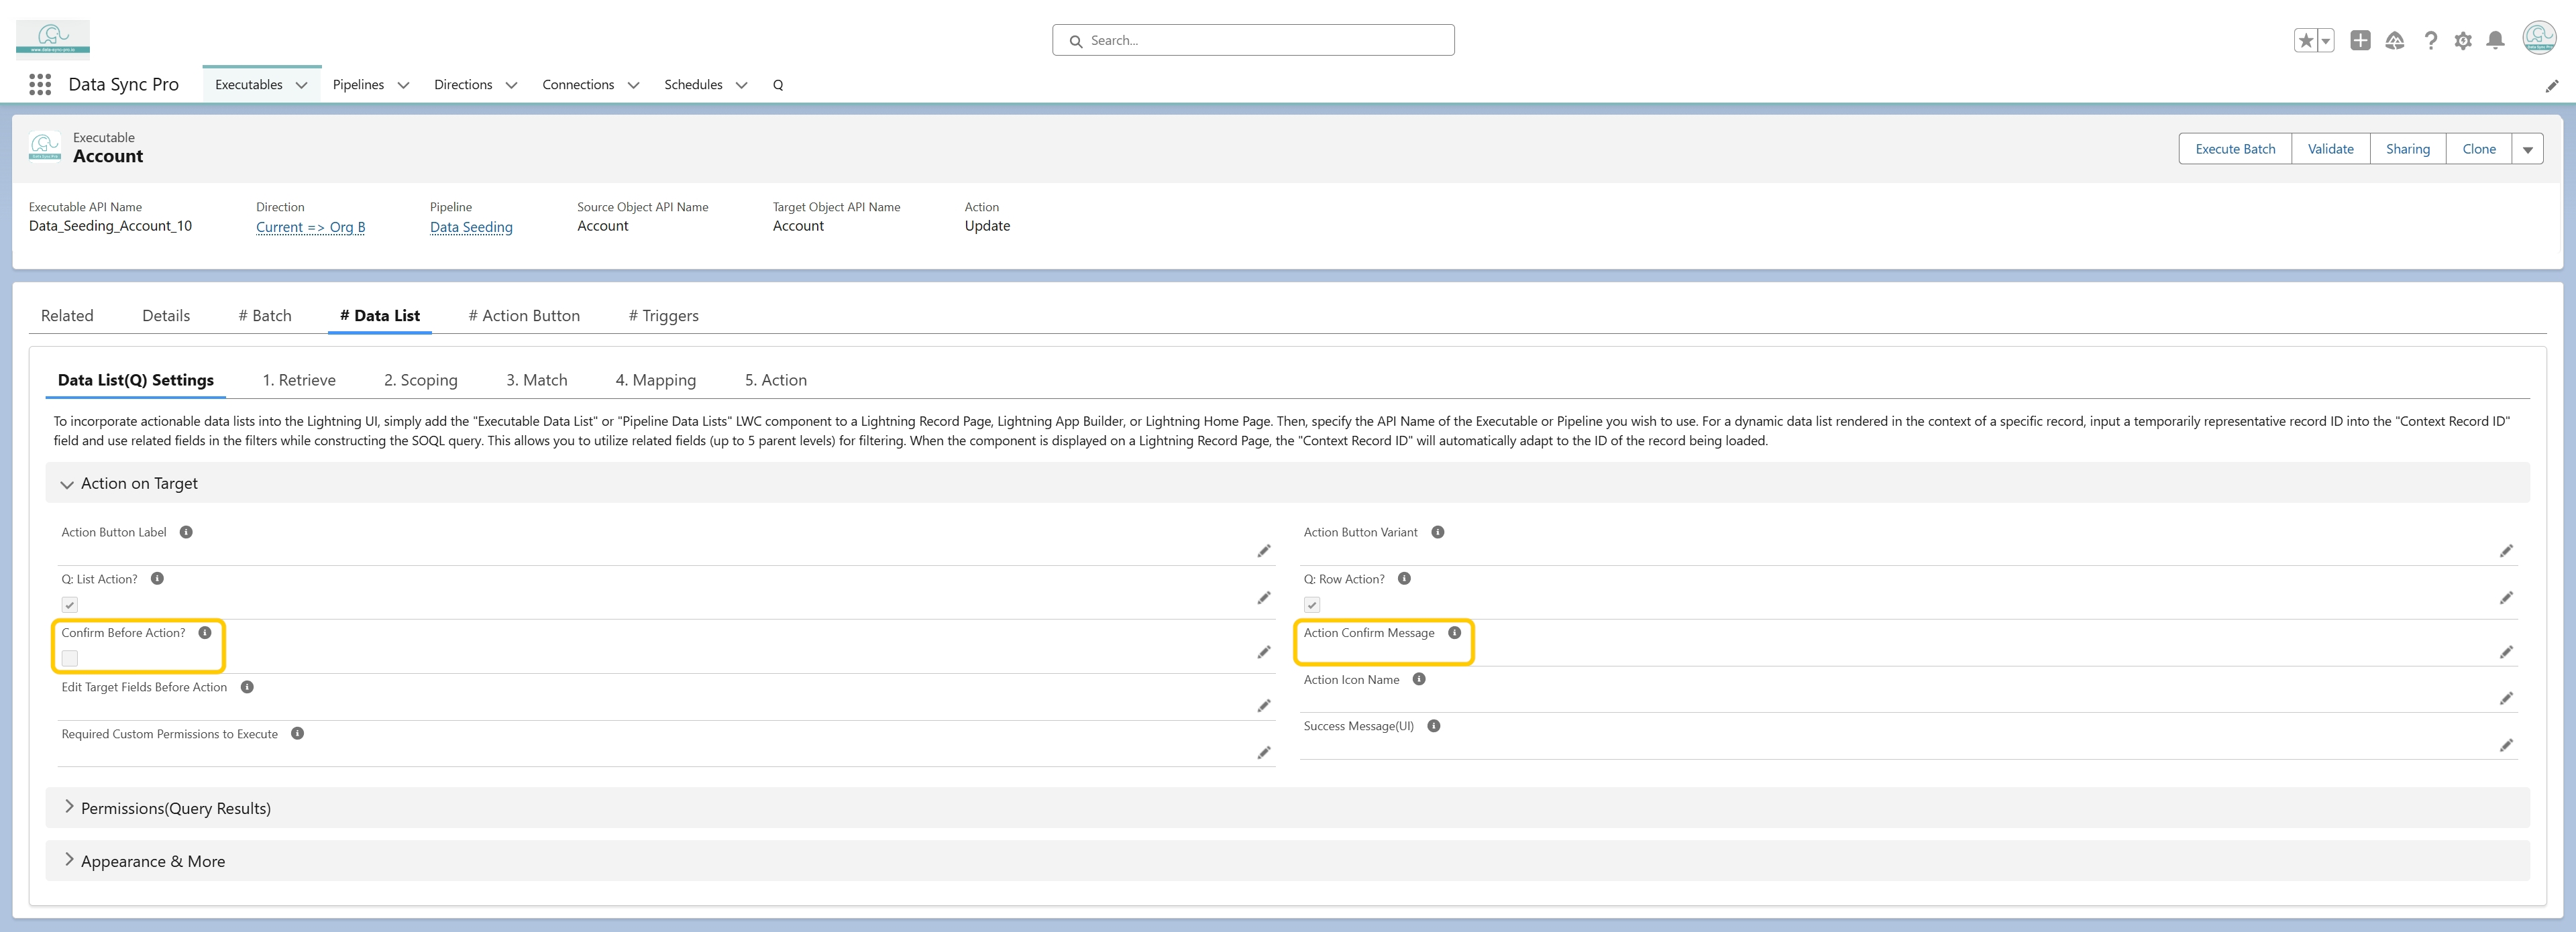 www.data-sync-pro.io
Search...
Data Sync Pro
Executables
Pipelines
Directions
Connections
Schedules
Q
Executable
Account
Execute Batch
Validate
Sharing
Clone
Executable API Name
Data_Seeding_Account_10
Direction
Current => Org B
Pipeline
Data Seeding
Source Object API Name
Account
Target Object API Name
Account
Action
Update
Related
Details
# Batch
# Data List
# Action Button
# Triggers
Data List(Q) Settings
1. Retrieve
2. Scoping
3. Match
4. Mapping
5. Action
To incorporate actionable data lists into the Lightning UI, simply add the "Executable Data List" or "Pipeline Data Lists" LWC component to a Lightning Record Page, Lightning App Builder, or Lightning Home Page. Then, specify the API Name of the Executable or Pipeline you wish to use. For a dynamic data list rendered in the context of a specific record, input a temporarily representative record ID into the "Context Record ID"
field and use related fields in the filters while constructing the SOQL query. This allows you to utilize related fields (up to 5 parent levels) for filtering. When the component is displayed on a Lightning Record Page, the "Context Record ID" will automatically adapt to the ID of the record being loaded.
Action on Target
Action Button Label
Action Button Variant
Q: List Action?
Q: Row Action?
Confirm Before Action?
Action Confirm Message
Edit Target Fields Before Action
Action Icon Name
Required Custom Permissions to Execute
Success Message(UI)
Permissions(Query Results)
Appearance & More